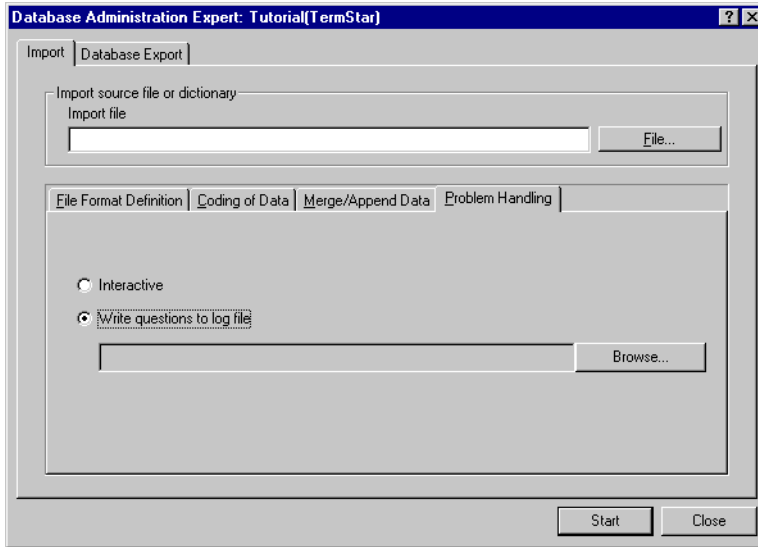 Database Administration Expert: Tutorial(TermStar)
Import Database Export
Import source file or dictionary
Import file
File...
File Format Definition Coding of Data Merge/Append Data Problem Handling
Interactive
Write questions to log file
Browse...
Start Close